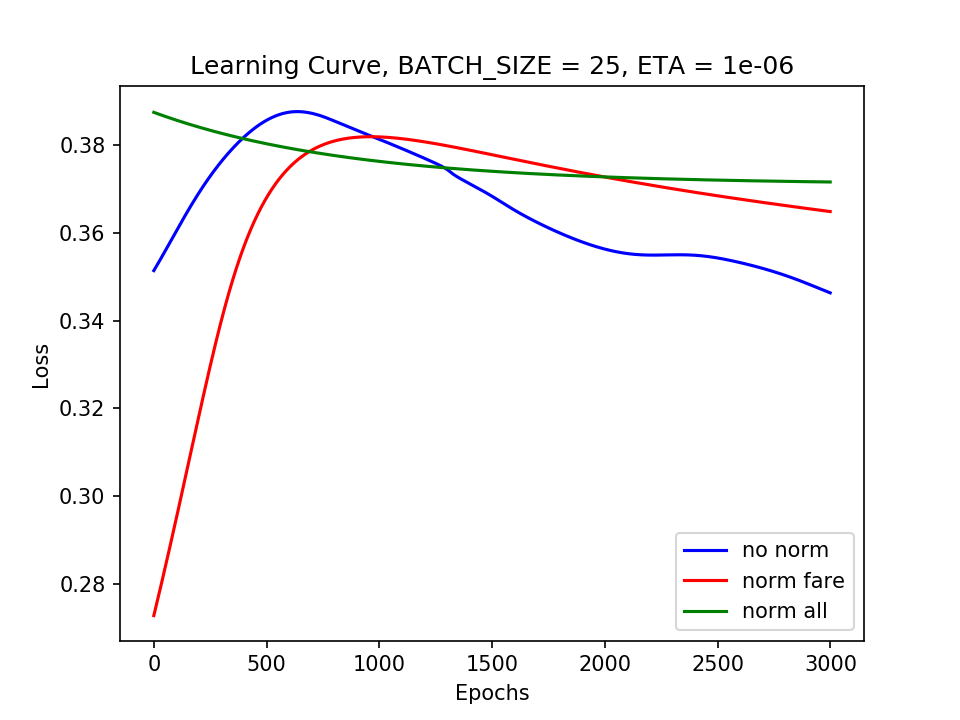 Learning Curve, BATCH_SIZE = 25, ETA = 1e-06
0.38
0.36
0.34
0.32
0.30
0.28
Loss
0
500
1000
1500
2000
2500
3000
Epochs
no norm
norm fare
norm all